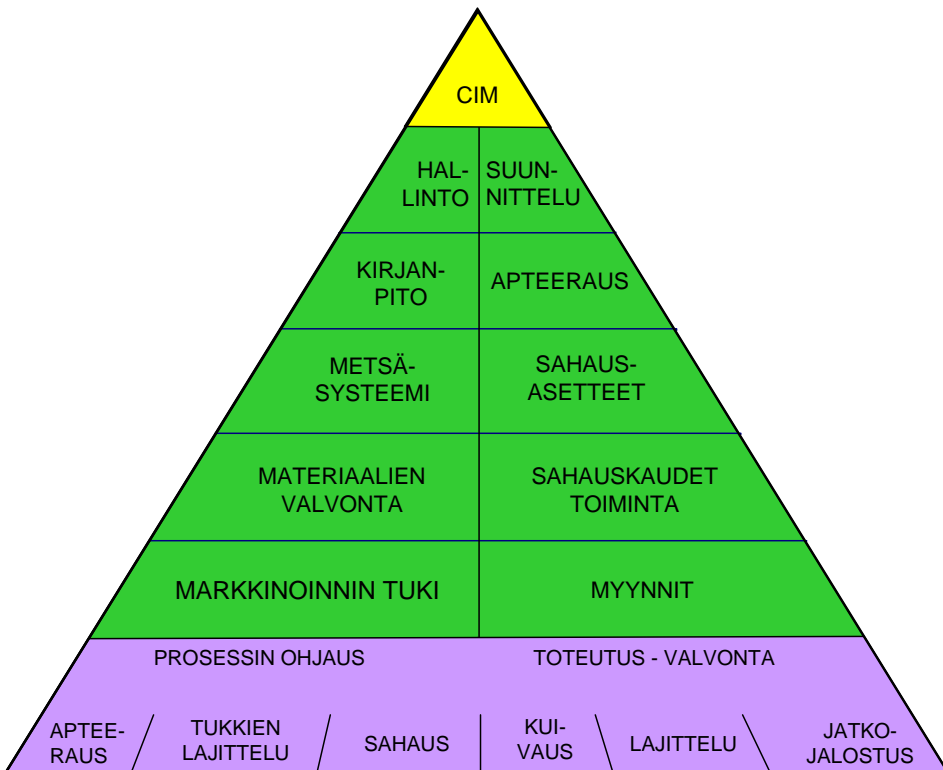 CIM
HAL-
LINTO
SUUN-
NITTELU
KIRJAN-
PITO
APTEERAUS
METSÄ-
SYSTEEMI
SAHAUS-
ASETTEET
MATERIAALIEN
VALVONTA
SAHAUSKAUDET
TOIMINTA
MARKKINOINNIN TUKI
MYYNNIT
PROSESSIN OHJAUS
TOTEUTUS - VALVONTA
APTEE-
RAUS
TUKKIEN
LAJITTELU
SAHAUS
KUI-
VAUS
LAJITTELU
JATKO-
JALOSTUS